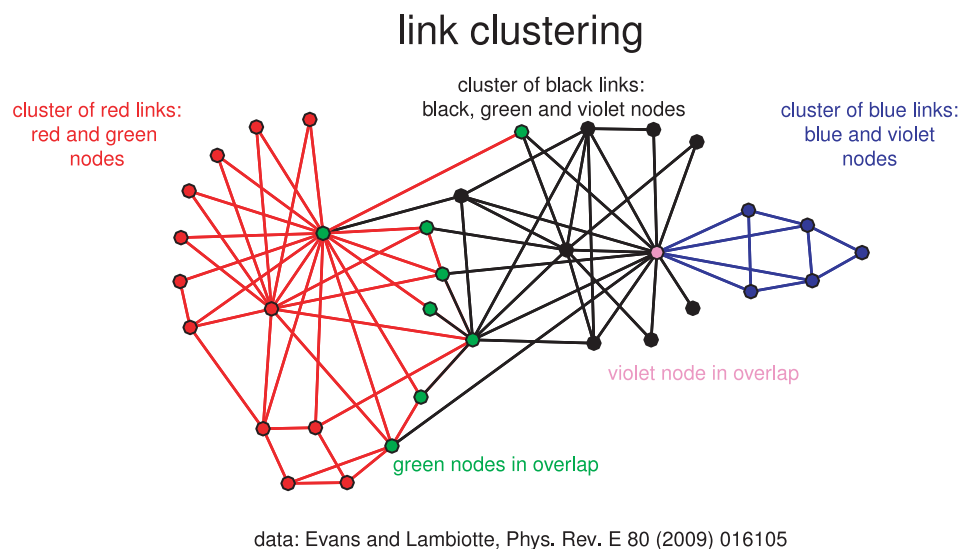 link clustering
cluster of red links:
red and green
nodes
cluster of black links:
black, green and violet nodes
cluster of blue links:
blue and violet
nodes
violet node in overlap
green nodes in overlap
data: Evans and Lambiotte, Phys. Rev. E 80 (2009) 016105